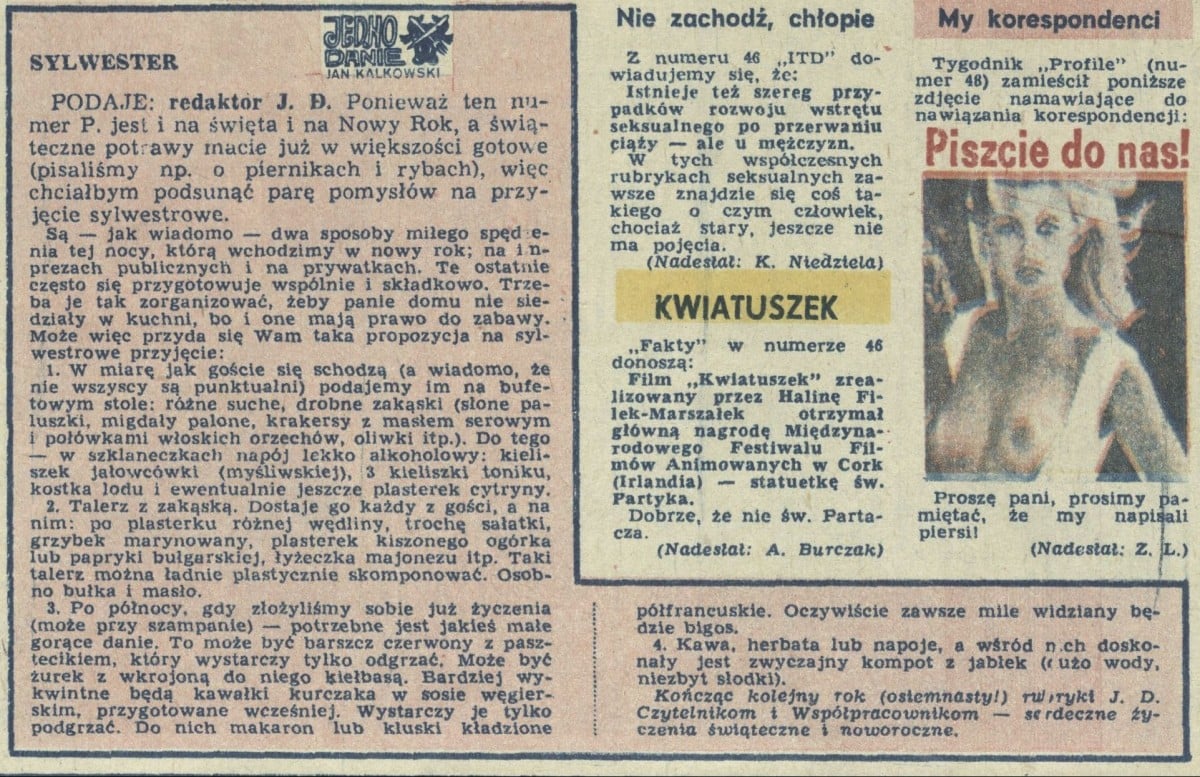 JEDNO
DANIE
JAN KALKOWSKI
SYLWESTER
PODAJE: redaktor J. D. Ponieważ ten nu-
mer P. jest i na święta i na Nowy Rok, a świą-
teczne potrawy macie już w większości gotowe
(pisaliśmy np. o piernikach i rybach), więc
chciałbym podsunąć parę pomysłów na przy-
jęcie sylwestrowe.
Są — jak wiadomo — dwa sposoby miłego spędze-
nia tej nocy, którą wchodzimy w nowy rok; na im-
prezach publicznych i na prywatkach. Te ostatnie
często się przygotowuje wspólnie i składkowo. Trze-
ba je tak zorganizować, żeby panie domu nie sie-
działy w kuchni, bo i one mają prawo do zabawy.
Może więc przyda się Wam taka propozycja na syl-
westrowe przyjęcie:
1. W miarę jak goście się schodzą (a wiadomo, że
nie wszyscy są punktualni) podajemy im na bufe-
towym stole: różne suche, drobne zakąski (słone pa-
luszki, migdały palone, krakersy z masłem serowym
i połówkami włoskich orzechów, oliwki itp.). Do tego
— w szklaneczkach napój lekko alkoholowy: kieli-
szek jałowcówki (myśliwskiej), 3 kieliszki toniku,
kostka lodu i ewentualnie jeszcze plasterek cytryny.
2. Talerz z zakąską. Dostaje go każdy z gości, a na
nim: po plasterku różnej wędliny, trochę sałatki,
grzybek marynowany, plasterek kiszonego ogórka
lub papryki bułgarskiej, łyżeczka majonezu itp. Taki
talerz można ładnie plastycznie skomponować. Osob-
no bułka i masło.
3. Po północy, gdy złożyliśmy sobie już życzenia
(może przy szampanie) — potrzebne jest jakieś małe
gorące danie. To może być barszcz czerwony z pasz-
tecikiem, który wystarczy tylko odgrzać. Może być
żurek z wkrojoną do niego kiełbasą. Bardziej wy-
kwintne będą kawałki kurczaka w sosie węgier-
skim, przygotowane wcześniej. Wystarczy je tylko
podgrzać. Do nich makaron lub kluski kładzione
półfrancuskie. Oczywiście zawsze mile widziany bę-
dzie bigos.
4. Kawa, herbata lub napoje, a wśród nich dosko-
nały jest zwyczajny kompot z jabłek (dużo wody,
niezbyt słodki).
Kończąc kolejny rok (osiemnasty!) rubryki J. D.
Czytelnikom i Współpracownikom — serdeczne ży-
czenia świąteczne i noworoczne.
Nie zachodź, chłopie
Z numeru 46 „ITD" do-
wiadujemy się, że:
Istnieje też szereg przy-
padków rozwoju wstrętu
seksualnego po przerwaniu
ciąży — ale u mężczyzn.
W tych współczesnych
rubrykach seksualnych za-
wsze znajdzie się coś ta-
kiego o czym człowiek,
chociaż stary, jeszcze nie
ma pojęcia.
(Nadesłał: K. Niedziela)
KWIATUSZEK
„Fakty" w numerze 46
donoszą:
Film „Kwiatuszek" zrea-
lizowany przez Halinę Fi-
lek-Marszałek otrzymał
główną nagrodę Międzyna-
rodowego Festiwalu Fil-
mów Animowanych w Cork
(Irlandia) — statuetkę św.
Partyka.
Dobrze, że nie św. Parta-
cza.
(Nadesłał: A. Burczak)
My korespondenci
Tygodnik „Profile" (nu-
mer 48) zamieścił poniższe
zdjęcie namawiające do
nawiązania korespondencji:
Piszcie do nas!
Proszę pani, prosimy pa-
miętać, że my napisali
piersi!
(Nadesłał: Z. L.)